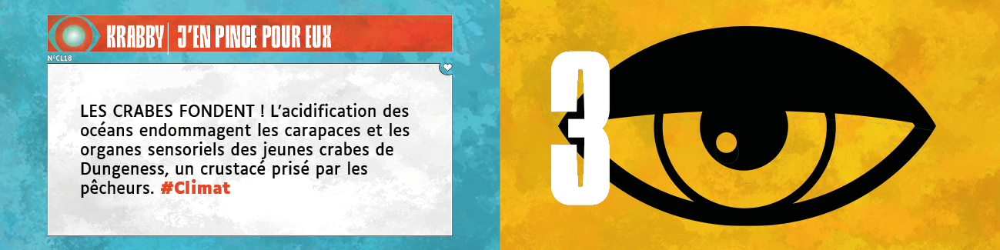 KRABBY | J'EN PINCE POUR EUX
N°CL18
LES CRABES FONDENT ! L'acidification des
océans endommagent les carapaces et les
organes sensoriels des jeunes crabes de
Dungeness, un crustacé prisé par les
pêcheurs. #Climat
3